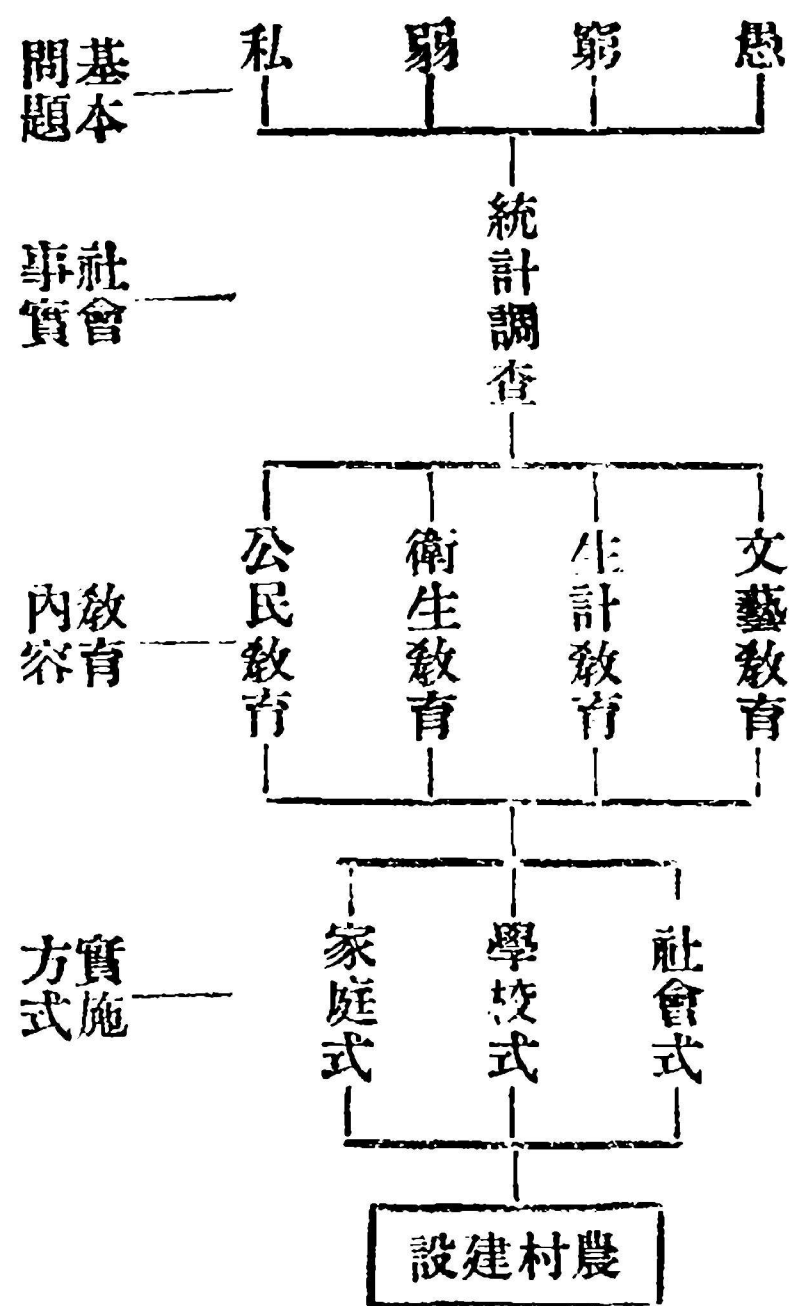 基本問題
愚
窮
弱
私
社會事實
統計調查
教育內容
文藝教育
生計教育
衛生教育
公民教育
實施方式
社會式
學校式
家庭式
農村建設